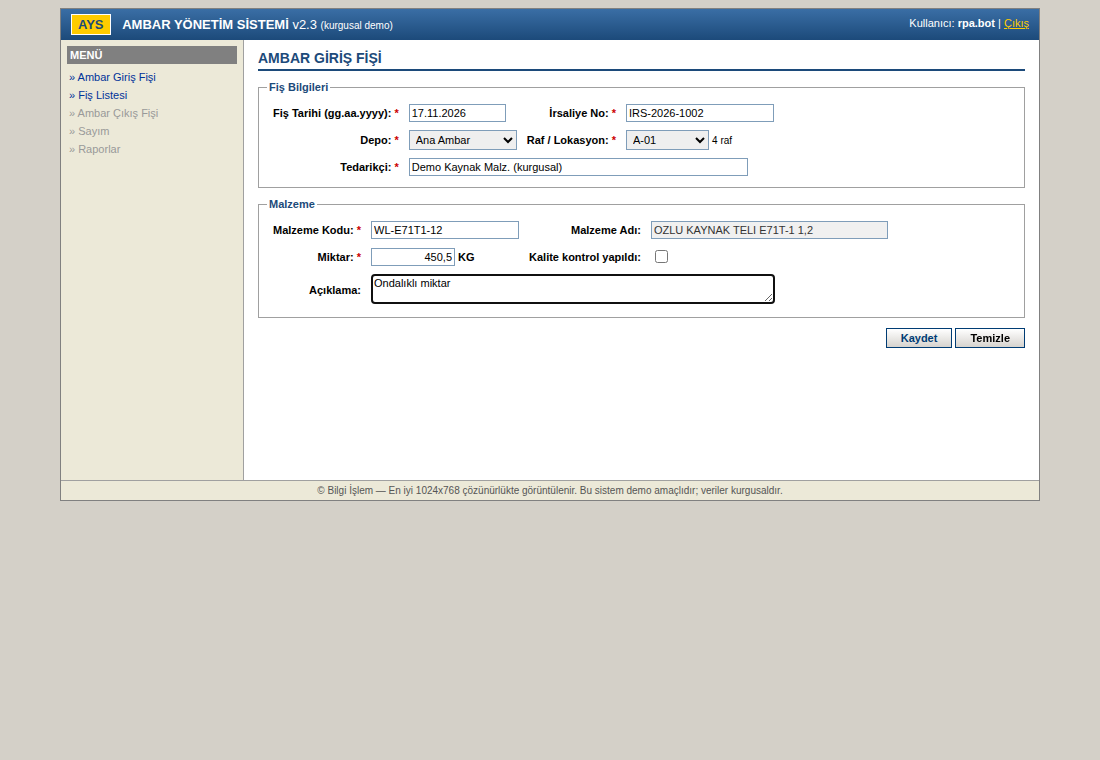 AYS AMBAR YÖNETİM SİSTEMİ v2.3 (kurgusal demo) Kullanıcı: rpa.bot | Çıkış
MENÜ
» Ambar Giriş Fişi
» Fiş Listesi
» Ambar Çıkış Fişi
» Sayım
» Raporlar
AMBAR GİRİŞ FİŞİ
Fiş Bilgileri
Fiş Tarihi (gg.aa.yyyy): * 17.11.2026 İrsaliye No: * IRS-2026-1002
Depo: * Ana Ambar Raf / Lokasyon: * A-01 4 raf
Tedarikçi: * Demo Kaynak Malz. (kurgusal)
Malzeme
Malzeme Kodu: * WL-E71T1-12 Malzeme Adı: OZLU KAYNAK TELI E71T-1 1,2
Miktar: * 450,5 KG Kalite kontrol yapıldı:
Açıklama: Ondalıklı miktar
Kaydet Temizle
© Bilgi İşlem — En iyi 1024x768 çözünürlükte görüntülenir. Bu sistem demo amaçlıdır; veriler kurgusaldır.